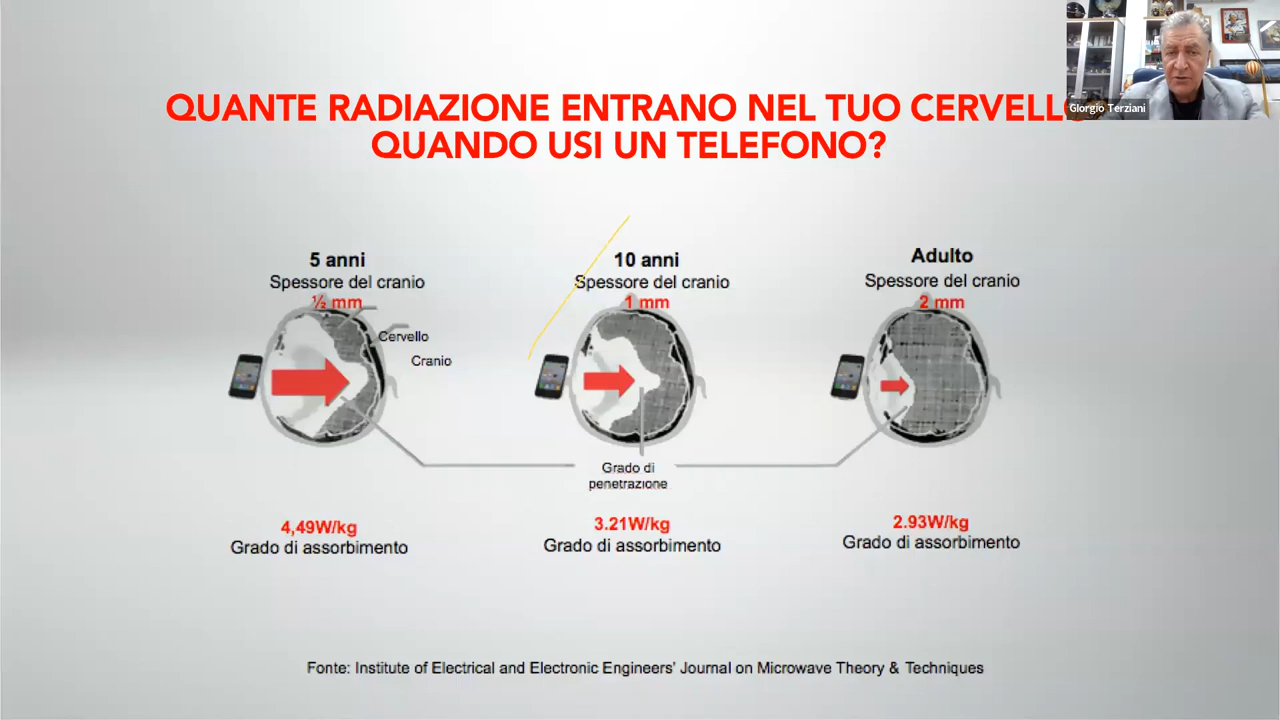 QUANTE RADIAZIONE ENTRANO NEL TUO CERVELLO
QUANDO USI UN TELEFONO?
Giorgio Terziani
5 anni
Spessore del cranio
½ mm
Cervello
Cranio
10 anni
Spessore del cranio
1 mm
Adulto
Spessore del cranio
2 mm
Grado di
penetrazione
4,49W/kg
Grado di assorbimento
3.21W/kg
Grado di assorbimento
2.93W/kg
Grado di assorbimento
Fonte: Institute of Electrical and Electronic Engineers' Journal on Microwave Theory & Techniques